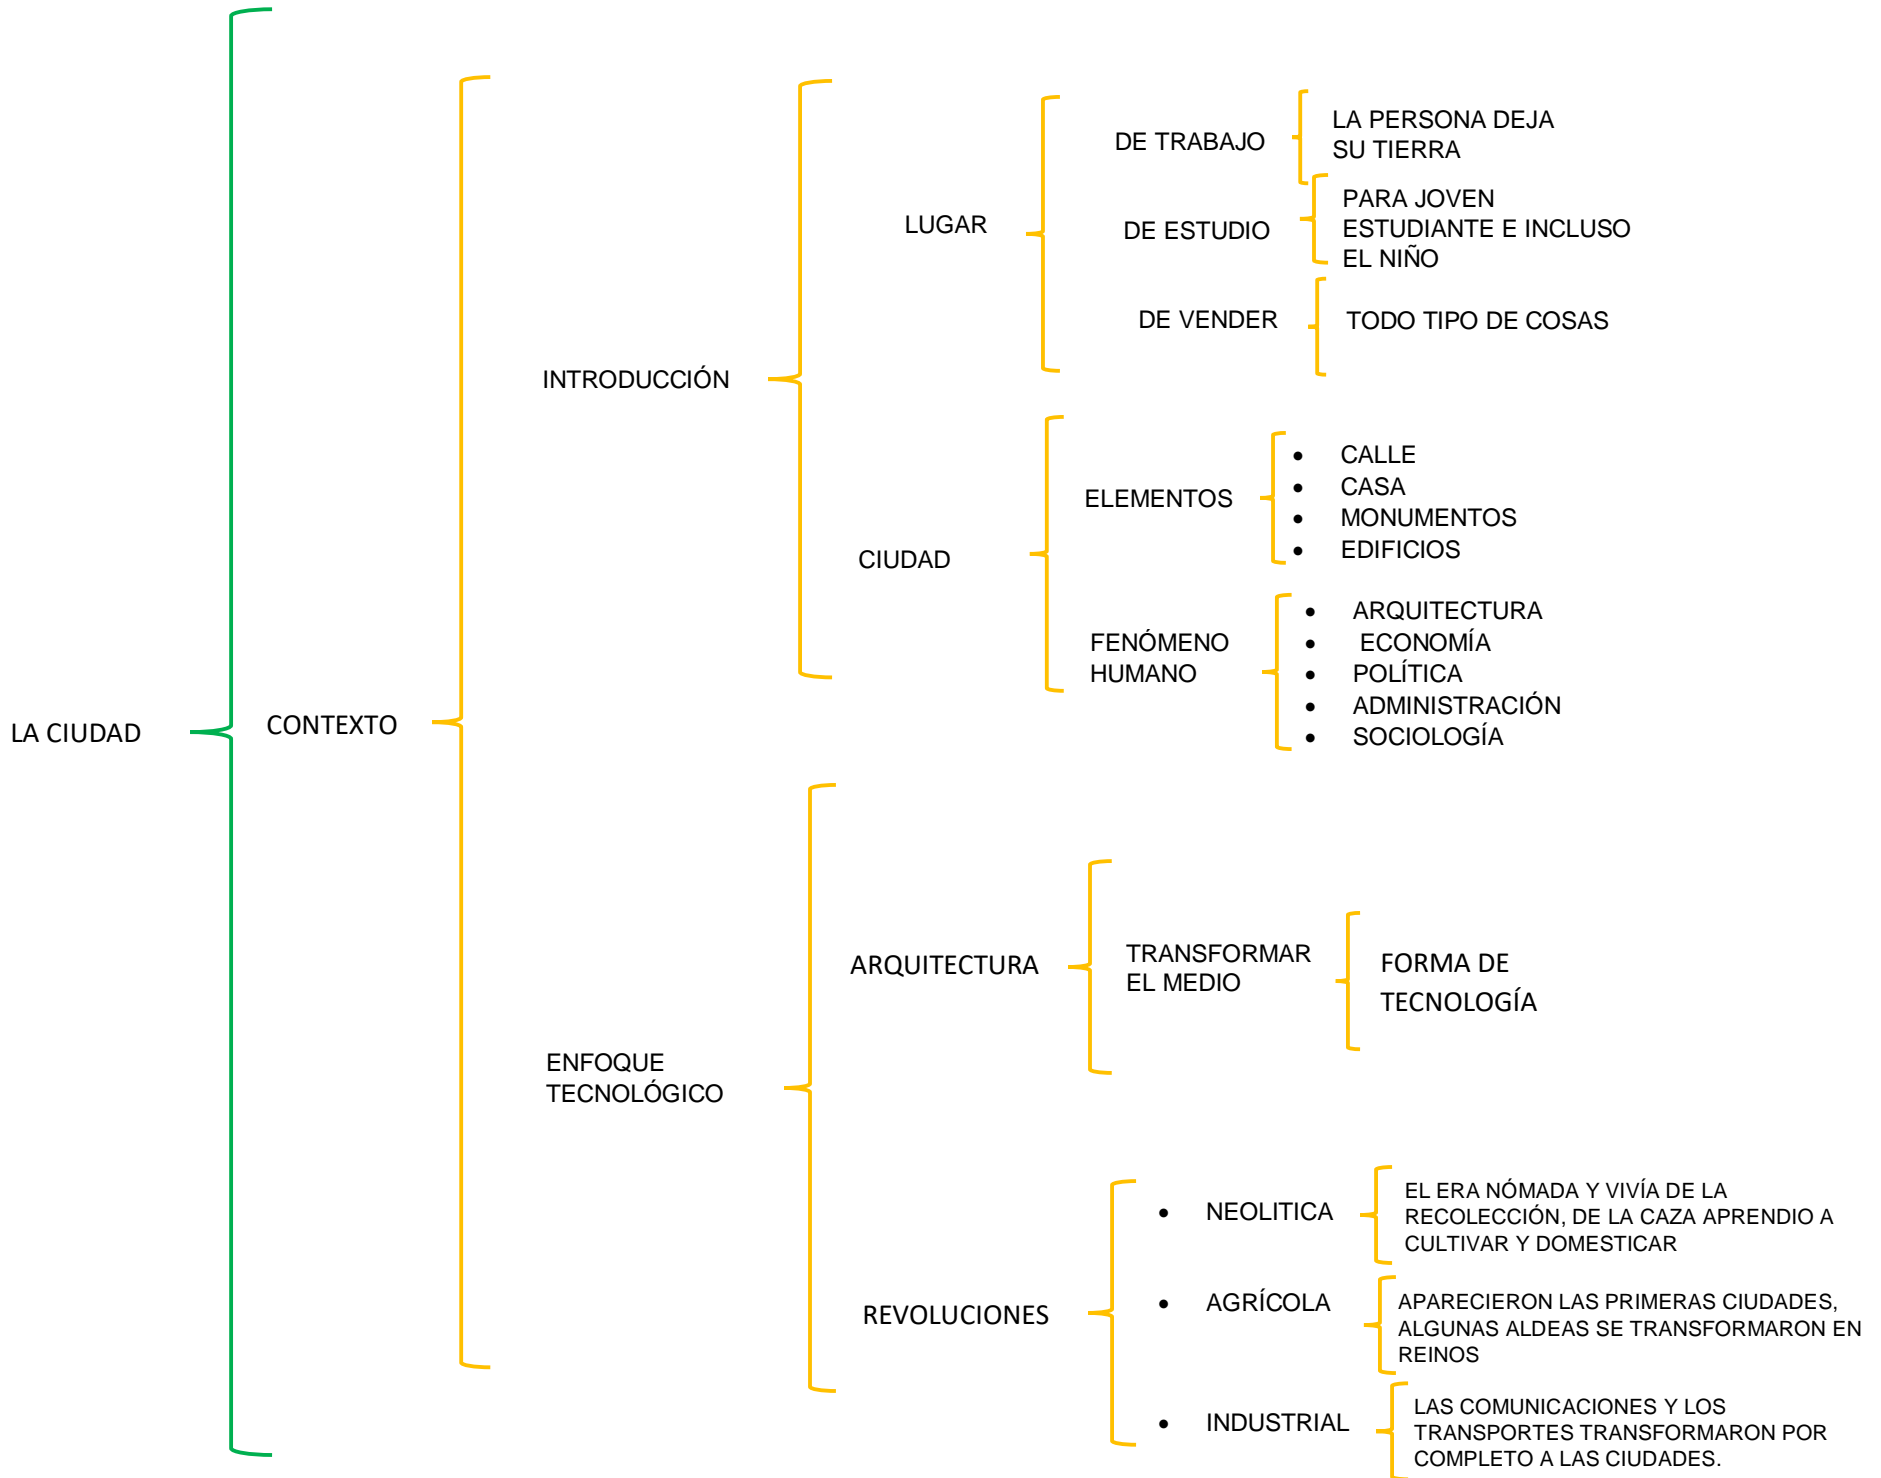 LA CIUDAD
CONTEXTO
INTRODUCCIÓN
LUGAR
DE TRABAJO
LA PERSONA DEJA
SU TIERRA
DE ESTUDIO
PARA JOVEN
ESTUDIANTE E INCLUSO
EL NIÑO
DE VENDER
TODO TIPO DE COSAS
CIUDAD
ELEMENTOS
• CALLE
• CASA
• MONUMENTOS
• EDIFICIOS
FENÓMENO
HUMANO
• ARQUITECTURA
• ECONOMÍA
• POLÍTICA
• ADMINISTRACIÓN
• SOCIOLOGÍA
ENFOQUE
TECNOLÓGICO
ARQUITECTURA
TRANSFORMAR
EL MEDIO
FORMA DE
TECNOLOGÍA
REVOLUCIONES
• NEOLITICA
EL ERA NÓMADA Y VIVÍA DE LA
RECOLECCIÓN, DE LA CAZA APRENDIO A
CULTIVAR Y DOMESTICAR
• AGRÍCOLA
APARECIERON LAS PRIMERAS CIUDADES,
ALGUNAS ALDEAS SE TRANSFORMARON EN
REINOS
• INDUSTRIAL
LAS COMUNICACIONES Y LOS
TRANSPORTES TRANSFORMARON POR
COMPLETO A LAS CIUDADES.